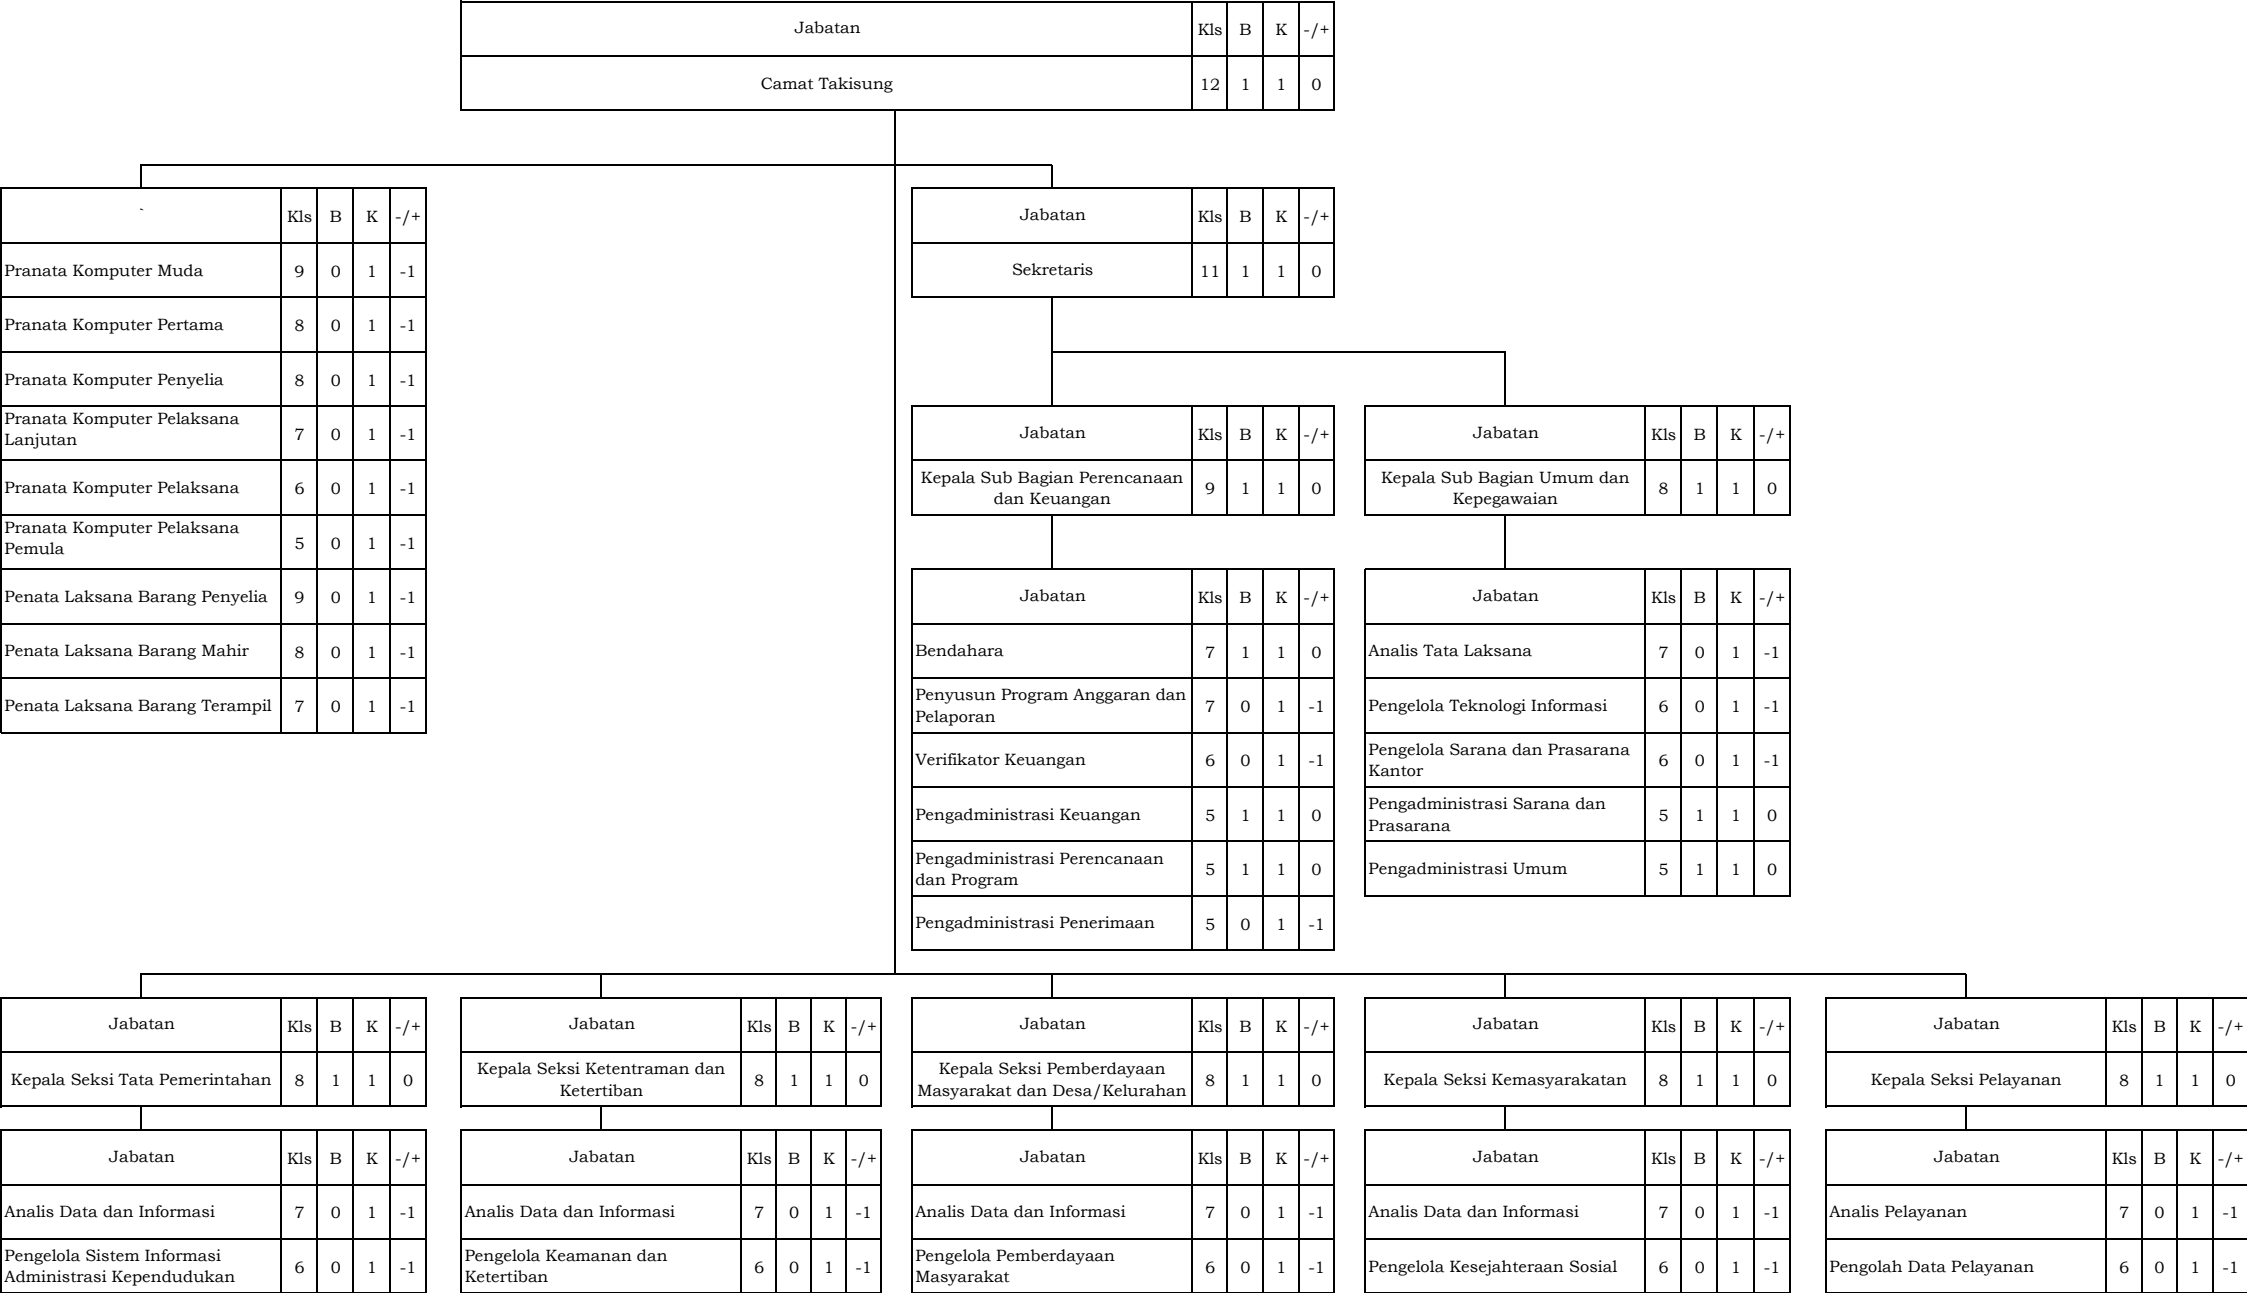 Jabatan Kls B K -/+
Camat Takisung 12 1 1 0
` Kls B K -/+
Pranata Komputer Muda 9 0 1 -1
Pranata Komputer Pertama 8 0 1 -1
Pranata Komputer Penyelia 8 0 1 -1
Pranata Komputer Pelaksana
Lanjutan 7 0 1 -1
Pranata Komputer Pelaksana 6 0 1 -1
Pranata Komputer Pelaksana
Pemula 5 0 1 -1
Penata Laksana Barang Penyelia 9 0 1 -1
Penata Laksana Barang Mahir 8 0 1 -1
Penata Laksana Barang Terampil 7 0 1 -1
Jabatan Kls B K -/+
Sekretaris 11 1 1 0
Jabatan Kls B K -/+
Kepala Sub Bagian Perencanaan
dan Keuangan 9 1 1 0
Jabatan Kls B K -/+
Kepala Sub Bagian Umum dan
Kepegawaian 8 1 1 0
Jabatan Kls B K -/+
Bendahara 7 1 1 0
Penyusun Program Anggaran dan
Pelaporan 7 0 1 -1
Verifikator Keuangan 6 0 1 -1
Pengadministrasi Keuangan 5 1 1 0
Pengadministrasi Perencanaan
dan Program 5 1 1 0
Pengadministrasi Penerimaan 5 0 1 -1
Jabatan Kls B K -/+
Analis Tata Laksana 7 0 1 -1
Pengelola Teknologi Informasi 6 0 1 -1
Pengelola Sarana dan Prasarana
Kantor 6 0 1 -1
Pengadministrasi Sarana dan
Prasarana 5 1 1 0
Pengadministrasi Umum 5 1 1 0
Jabatan Kls B K -/+
Kepala Seksi Tata Pemerintahan 8 1 1 0
Jabatan Kls B K -/+
Analis Data dan Informasi 7 0 1 -1
Pengelola Sistem Informasi
Administrasi Kependudukan 6 0 1 -1
Jabatan Kls B K -/+
Kepala Seksi Ketentraman dan
Ketertiban 8 1 1 0
Jabatan Kls B K -/+
Analis Data dan Informasi 7 0 1 -1
Pengelola Keamanan dan
Ketertiban 6 0 1 -1
Jabatan Kls B K -/+
Kepala Seksi Pemberdayaan
Masyarakat dan Desa/Kelurahan 8 1 1 0
Jabatan Kls B K -/+
Analis Data dan Informasi 7 0 1 -1
Pengelola Pemberdayaan
Masyarakat 6 0 1 -1
Jabatan Kls B K -/+
Kepala Seksi Kemasyarakatan 8 1 1 0
Jabatan Kls B K -/+
Analis Data dan Informasi 7 0 1 -1
Pengelola Kesejahteraan Sosial 6 0 1 -1
Jabatan Kls B K -/+
Kepala Seksi Pelayanan 8 1 1 0
Jabatan Kls B K -/+
Analis Pelayanan 7 0 1 -1
Pengolah Data Pelayanan 6 0 1 -1